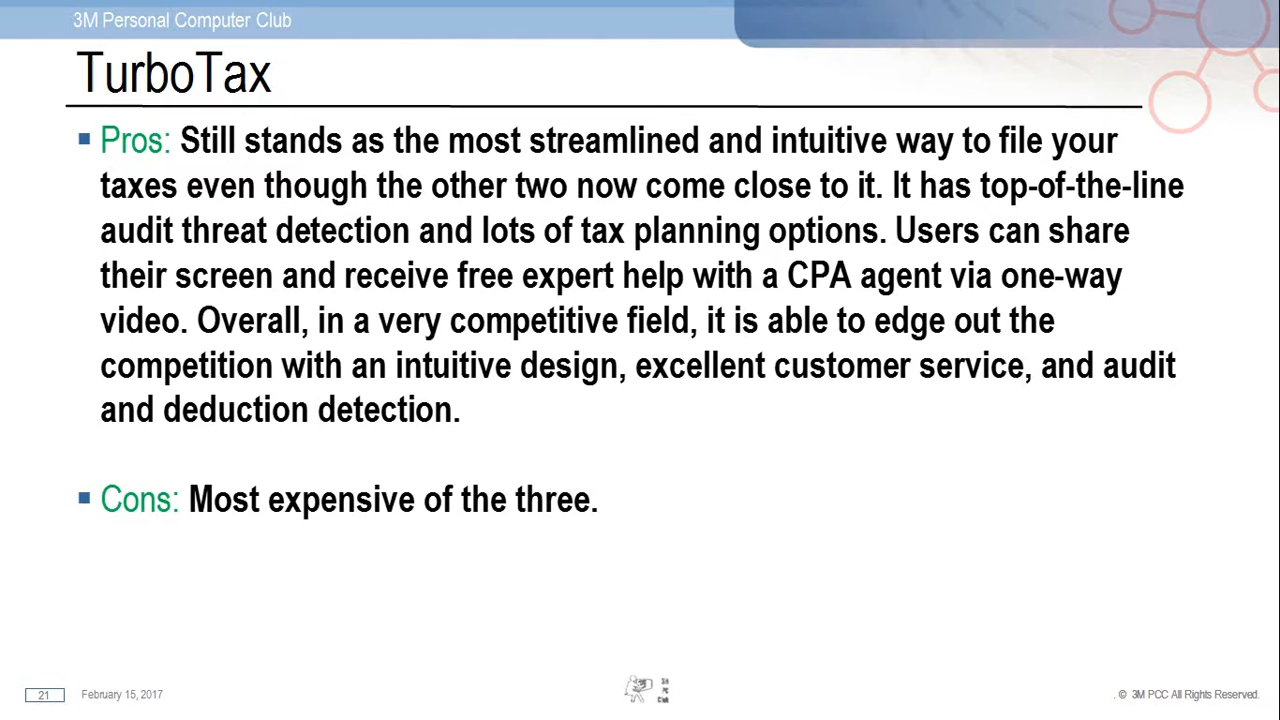 3M Personal Computer Club
TurboTax
Pros: Still stands as the most streamlined and intuitive way to file your
taxes even though the other two now come close to it. It has top-of-the-line
audit threat detection and lots of tax planning options. Users can share
their screen and receive free expert help with a CPA agent via one-way
video. Overall, in a very competitive field, it is able to edge out the
competition with an intuitive design, excellent customer service, and audit
and deduction detection.
Cons: Most expensive of the three.
21
February 15, 2017
. © 3M PCC All Rights Reserved.